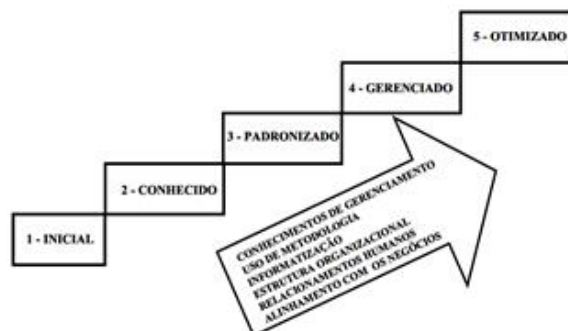 5 - OTIMIZADO
4 - GERENCIADO
3 - PADRONIZADO
2 - CONHECIDO
1 - INICIAL
CONHECIMENTOS DE GERENCIAMENTO
USO DE METODOLOGIA
INFORMATIZAÇÃO
ESTRUTURA ORGANIZACIONAL
RELACIONAMENTOS HUMANOS
ALINHAMENTO COM OS NEGÓCIOS